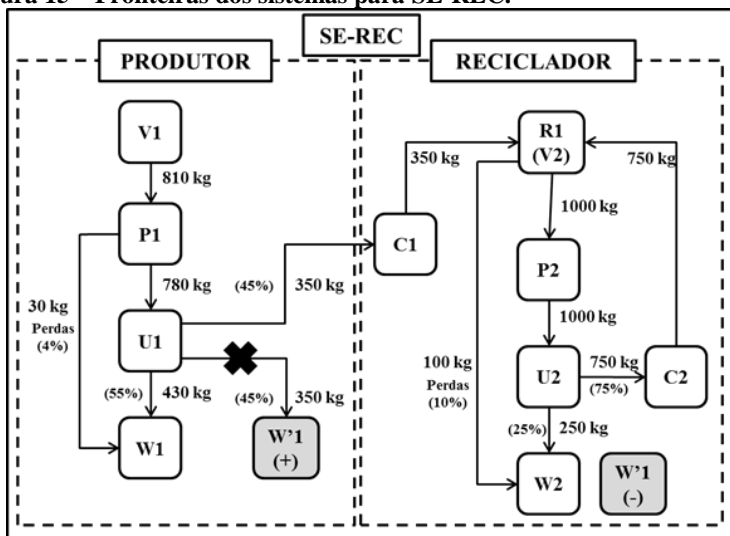 ura 15 – Fronteiras dos sistemas para SE-REC.
SE-REC
PRODUTOR
RECICLADOR
V1
810 kg
P1
780 kg
30 kg
Perdas
(4%)
U1
(45%)
350 kg
(55%)
430 kg
(45%)
350 kg
W1
W'1
(+)
C1
350 kg
R1
(V2)
750 kg
1000 kg
P2
1000 kg
100 kg
Perdas
(10%)
U2
750 kg
(75%)
C2
(25%)
250 kg
W2
W'1
(-)